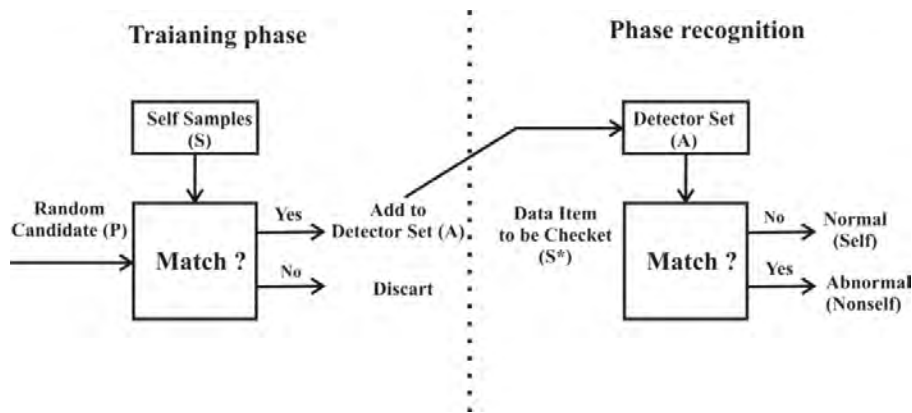 Traianing phase
Self Samples
(S)
Random
Candidate (P)
Match ?
Yes
Add to
Detector Set (A)
No
Discart
Phase recognition
Detector Set
(A)
Data Item
to be Checket
(S*)
Match ?
No
Normal
(Self)
Yes
Abnormal
(Nonself)